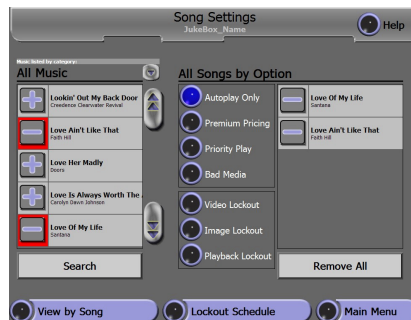 Song Settings
JukeBox_Name
Help
Music listed by category:
All Music
All Songs by Option
Lookin' Out My Back Door
Creedence Clearwater Revival
Love Ain't Like That
Faith Hill
Love Her Madly
Doors
Love Is Always Worth The
Carolyn Dawn Johnson
Love Of My Life
Santana
Search
Autoplay Only
Premium Pricing
Priority Play
Bad Media
Video Lockout
Image Lockout
Playback Lockout
Love Of My Life
Santana
Love Ain't Like That
Faith Hill
Remove All
View by Song
Lockout Schedule
Main Menu